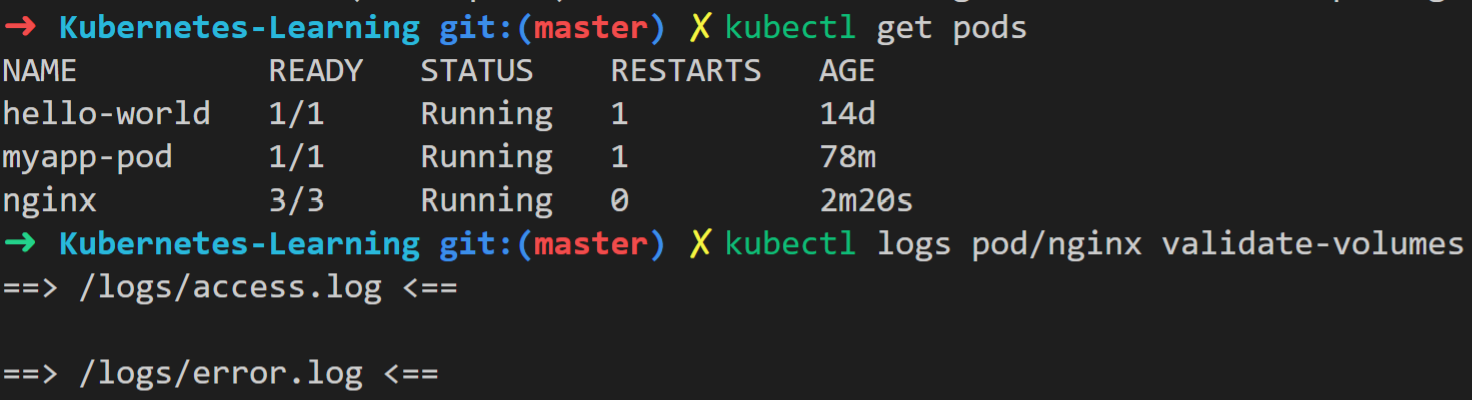 ➜ Kubernetes-Learning git:(master) ✗ kubectl get pods
NAME READY STATUS RESTARTS AGE
hello-world 1/1 Running 1 14d
myapp-pod 1/1 Running 1 78m
nginx 3/3 Running 0 2m20s
➜ Kubernetes-Learning git:(master) ✗ kubectl logs pod/nginx validate-volumes
==> /logs/access.log <==
==> /logs/error.log <==